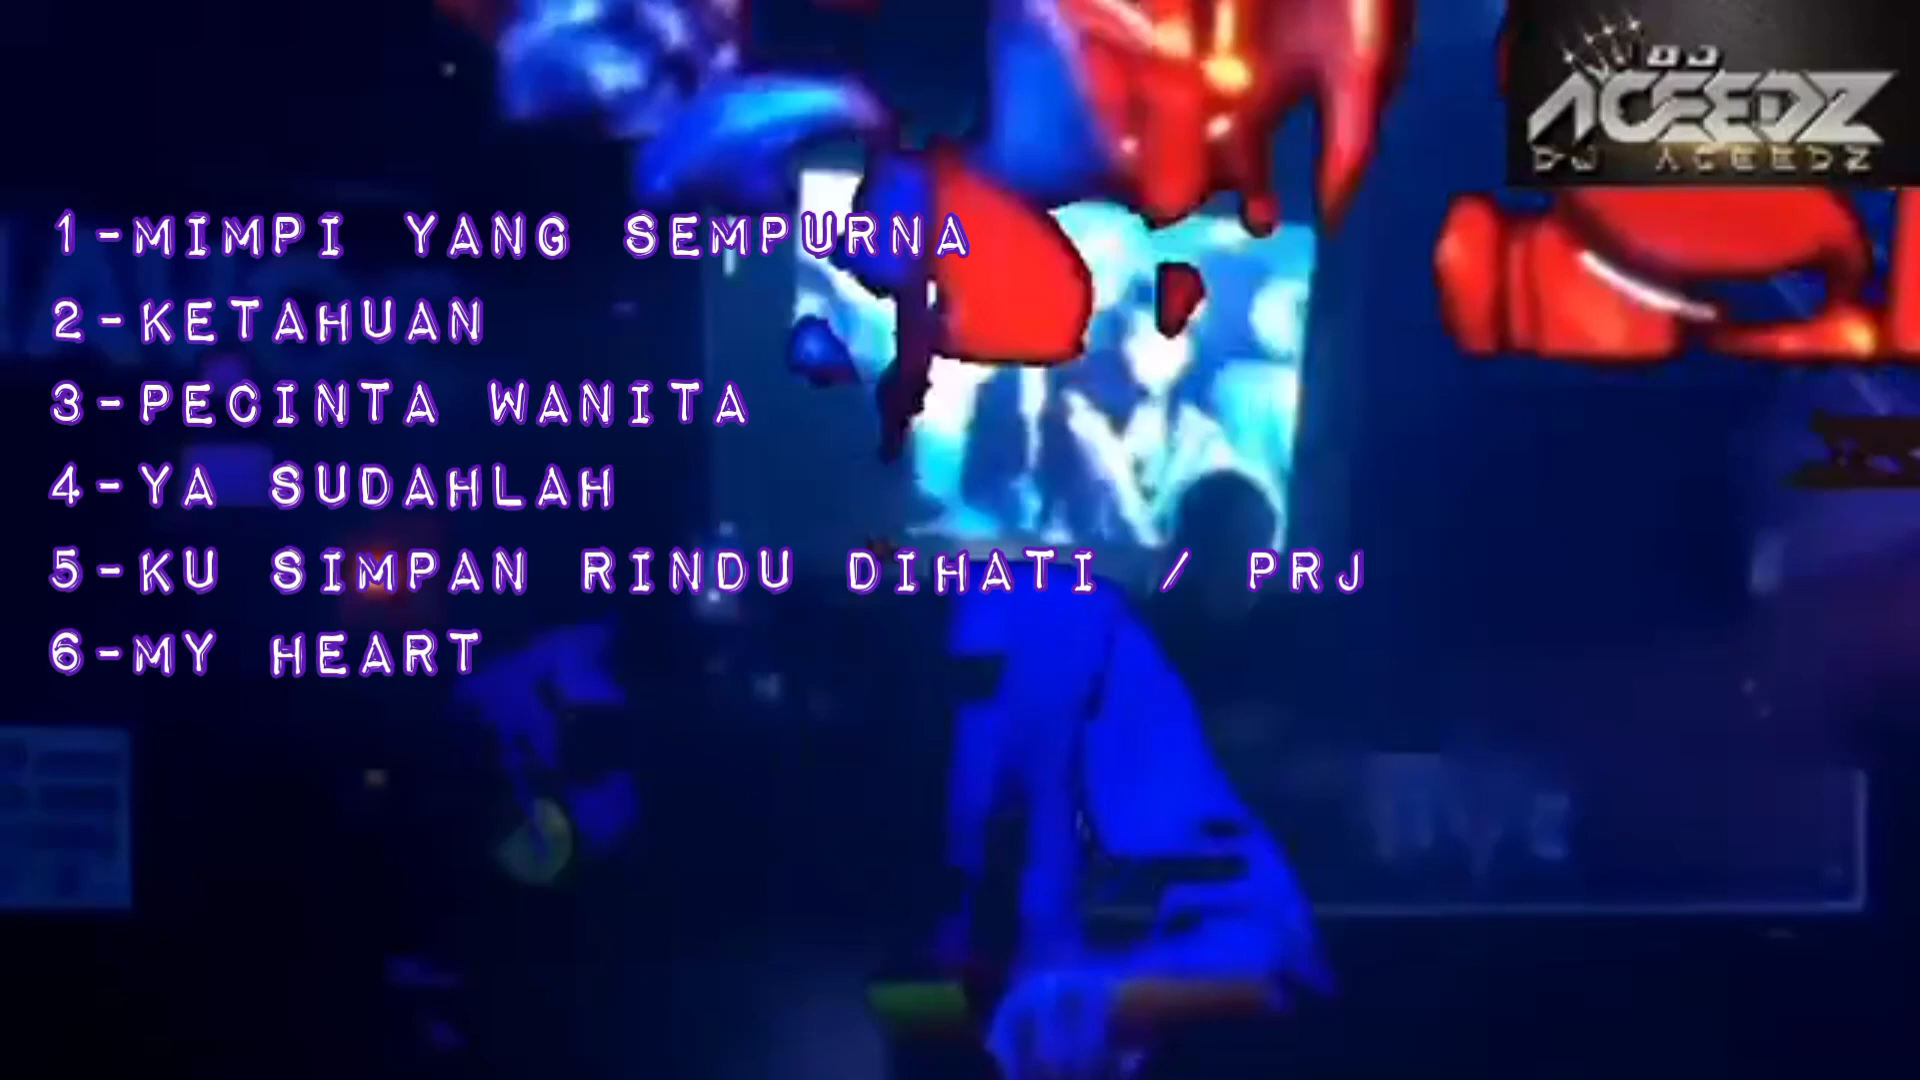 DJ
ACEEDZ
DJ ACEEDZ
1-MIMPI YANG SEMPURNA
2-KETAHUAN
3-PECINTA WANITA
4-YA SUDAHLAH
5-KU SIMPAN RINDU DIHATI / PRJ
6-MY HEART